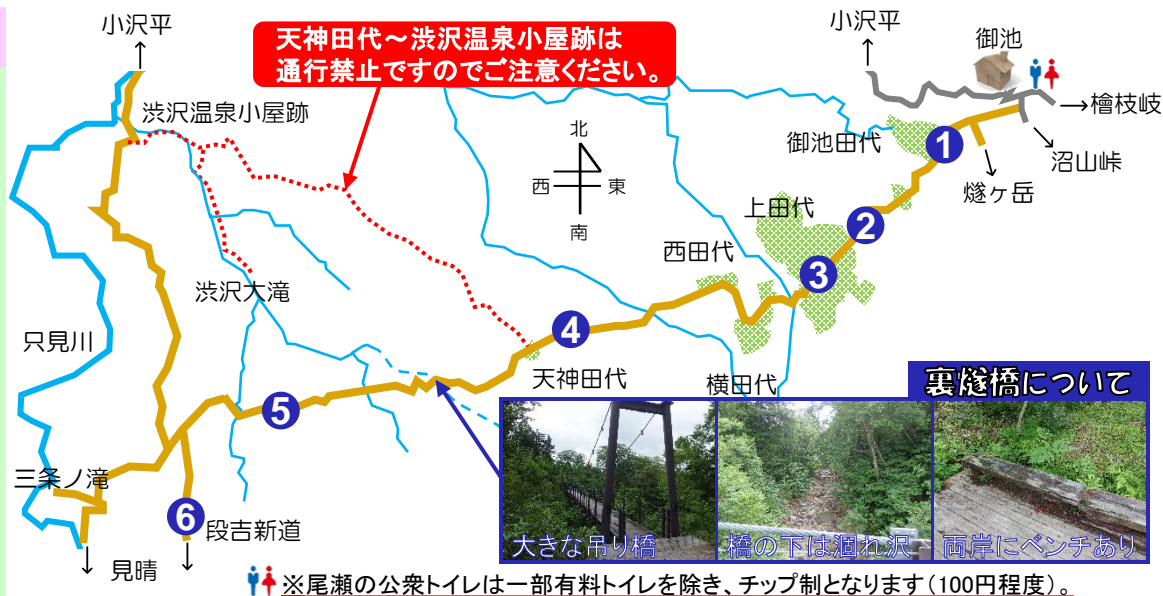 小沢平
天神田代～渋沢温泉小屋跡は
通行禁止ですのでご注意ください。
小沢平
御池
檜枝岐
渋沢温泉小屋跡
北
西
東
南
御池田代
1
沼山峠
燧ヶ岳
上田代
2
西田代
3
渋沢大滝
4
只見川
天神田代
横田代
裏燧橋について
5
大きな吊り橋
橋の下は涸れ沢
両岸にベンチあり
三条ノ滝
6
段吉新道
見晴
※尾瀬の公衆トイレは一部有料トイレを除き、チップ制となります(100円程度)。